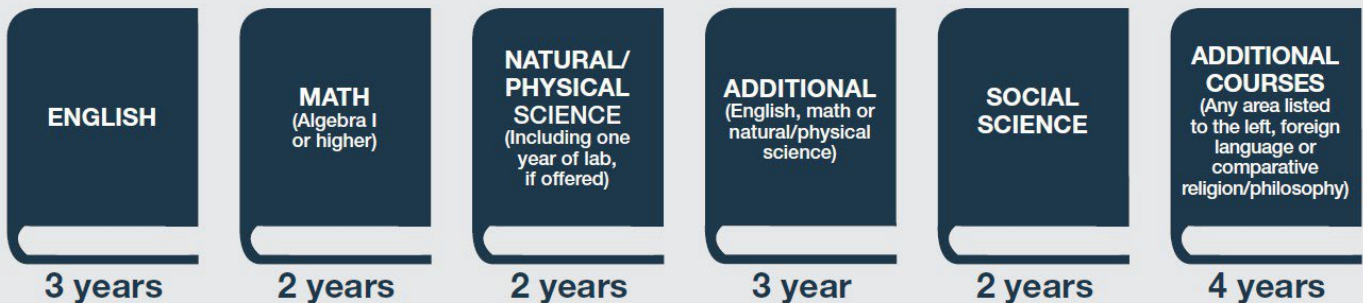 ENGLISH
3 years
MATH
(Algebra I
or higher)
2 years
NATURAL/
PHYSICAL
SCIENCE
(Including one
year of lab,
if offered)
2 years
ADDITIONAL
(English, math or
natural/physical
science)
3 year
SOCIAL
SCIENCE
2 years
ADDITIONAL
COURSES
(Any area listed
to the left, foreign
language or
comparative
religion/philosophy)
4 years